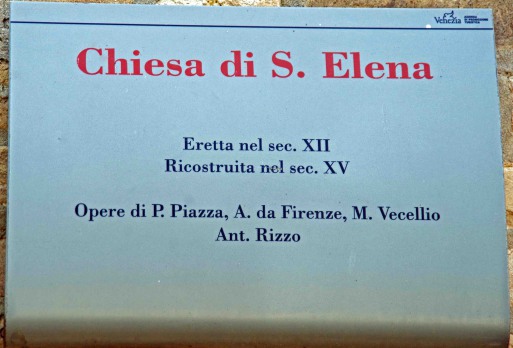 Venezia
Chiesa di S. Elena
Eretta nel sec. XII
Ricostruita nel sec. XV
Opere di P. Piazza, A. da Firenze, M. Vecellio
Ant. Rizzo